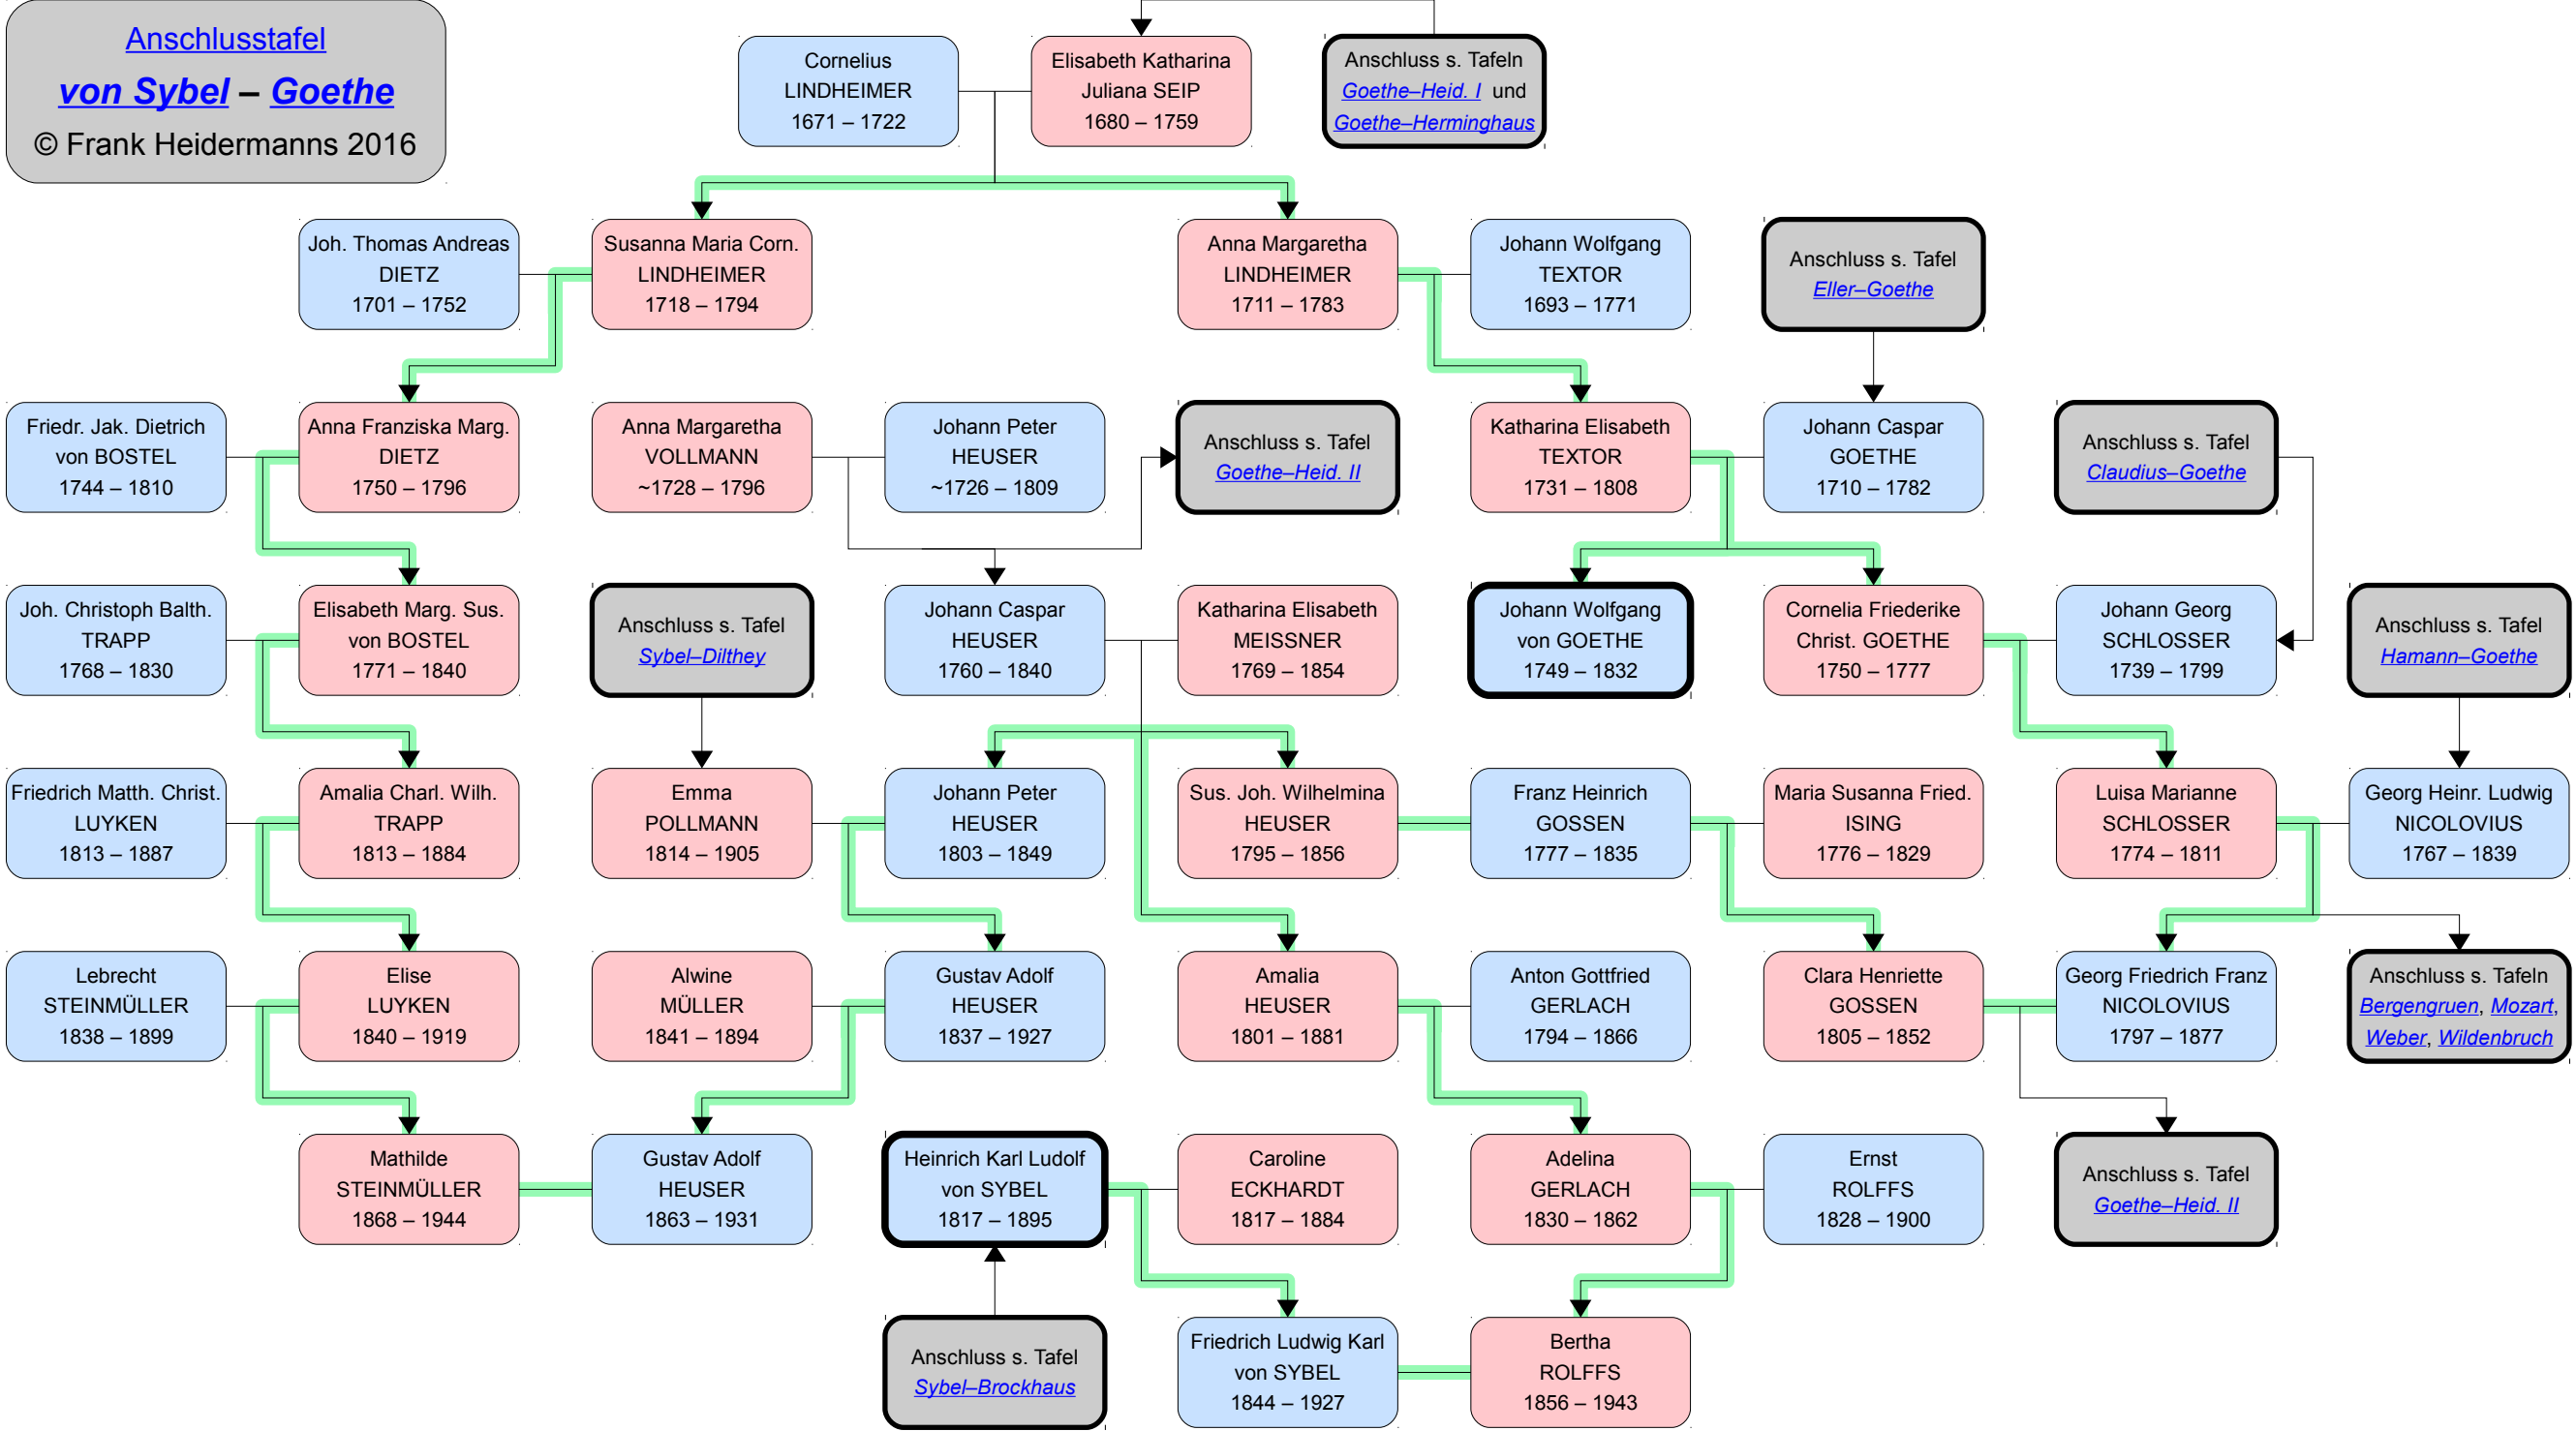 Anschlusstafel
von Sybel – Goethe
© Frank Heidermanns 2016
Cornelius
LINDHEIMER
1671 – 1722
Elisabeth Katharina
Juliana SEIP
1680 – 1759
Anschluss s. Tafeln
Goethe–Heid. I und
Goethe–Herminghaus
Joh. Thomas Andreas
DIETZ
1701 – 1752
Susanna Maria Corn.
LINDHEIMER
1718 – 1794
Anna Margaretha
LINDHEIMER
1711 – 1783
Johann Wolfgang
TEXTOR
1693 – 1771
Anschluss s. Tafel
Eller–Goethe
Friedr. Jak. Dietrich
von BOSTEL
1744 – 1810
Anna Franziska Marg.
DIETZ
1750 – 1796
Anna Margaretha
VOLLMANN
~1728 – 1796
Johann Peter
HEUSER
~1726 – 1809
Anschluss s. Tafel
Goethe–Heid. II
Katharina Elisabeth
TEXTOR
1731 – 1808
Johann Caspar
GOETHE
1710 – 1782
Anschluss s. Tafel
Claudius–Goethe
Joh. Christoph Balth.
TRAPP
1768 – 1830
Elisabeth Marg. Sus.
von BOSTEL
1771 – 1840
Anschluss s. Tafel
Sybel–Dilthey
Johann Caspar
HEUSER
1760 – 1840
Katharina Elisabeth
MEISSNER
1769 – 1854
Johann Wolfgang
von GOETHE
1749 – 1832
Cornelia Friederike
Christ. GOETHE
1750 – 1777
Johann Georg
SCHLOSSER
1739 – 1799
Anschluss s. Tafel
Hamann–Goethe
Friedrich Matth. Christ.
LUYKEN
1813 – 1887
Amalia Charl. Wilh.
TRAPP
1813 – 1884
Emma
POLLMANN
1814 – 1905
Johann Peter
HEUSER
1803 – 1849
Sus. Joh. Wilhelmina
HEUSER
1795 – 1856
Franz Heinrich
GOSSEN
1777 – 1835
Maria Susanna Fried.
ISING
1776 – 1829
Luisa Marianne
SCHLOSSER
1774 – 1811
Georg Heinr. Ludwig
NICOLOVIUS
1767 – 1839
Lebrecht
STEINMÜLLER
1838 – 1899
Elise
LUYKEN
1840 – 1919
Alwine
MÜLLER
1841 – 1894
Gustav Adolf
HEUSER
1837 – 1927
Amalia
HEUSER
1801 – 1881
Anton Gottfried
GERLACH
1794 – 1866
Clara Henriette
GOSSEN
1805 – 1852
Georg Friedrich Franz
NICOLOVIUS
1797 – 1877
Anschluss s. Tafeln
Bergengruen, Mozart,
Weber, Wildenbruch
Mathilde
STEINMÜLLER
1868 – 1944
Gustav Adolf
HEUSER
1863 – 1931
Heinrich Karl Ludolf
von SYBEL
1817 – 1895
Caroline
ECKHARDT
1817 – 1884
Adelina
GERLACH
1830 – 1862
Ernst
ROLFFS
1828 – 1900
Anschluss s. Tafel
Goethe–Heid. II
Anschluss s. Tafel
Sybel–Brockhaus
Friedrich Ludwig Karl
von SYBEL
1844 – 1927
Bertha
ROLFFS
1856 – 1943